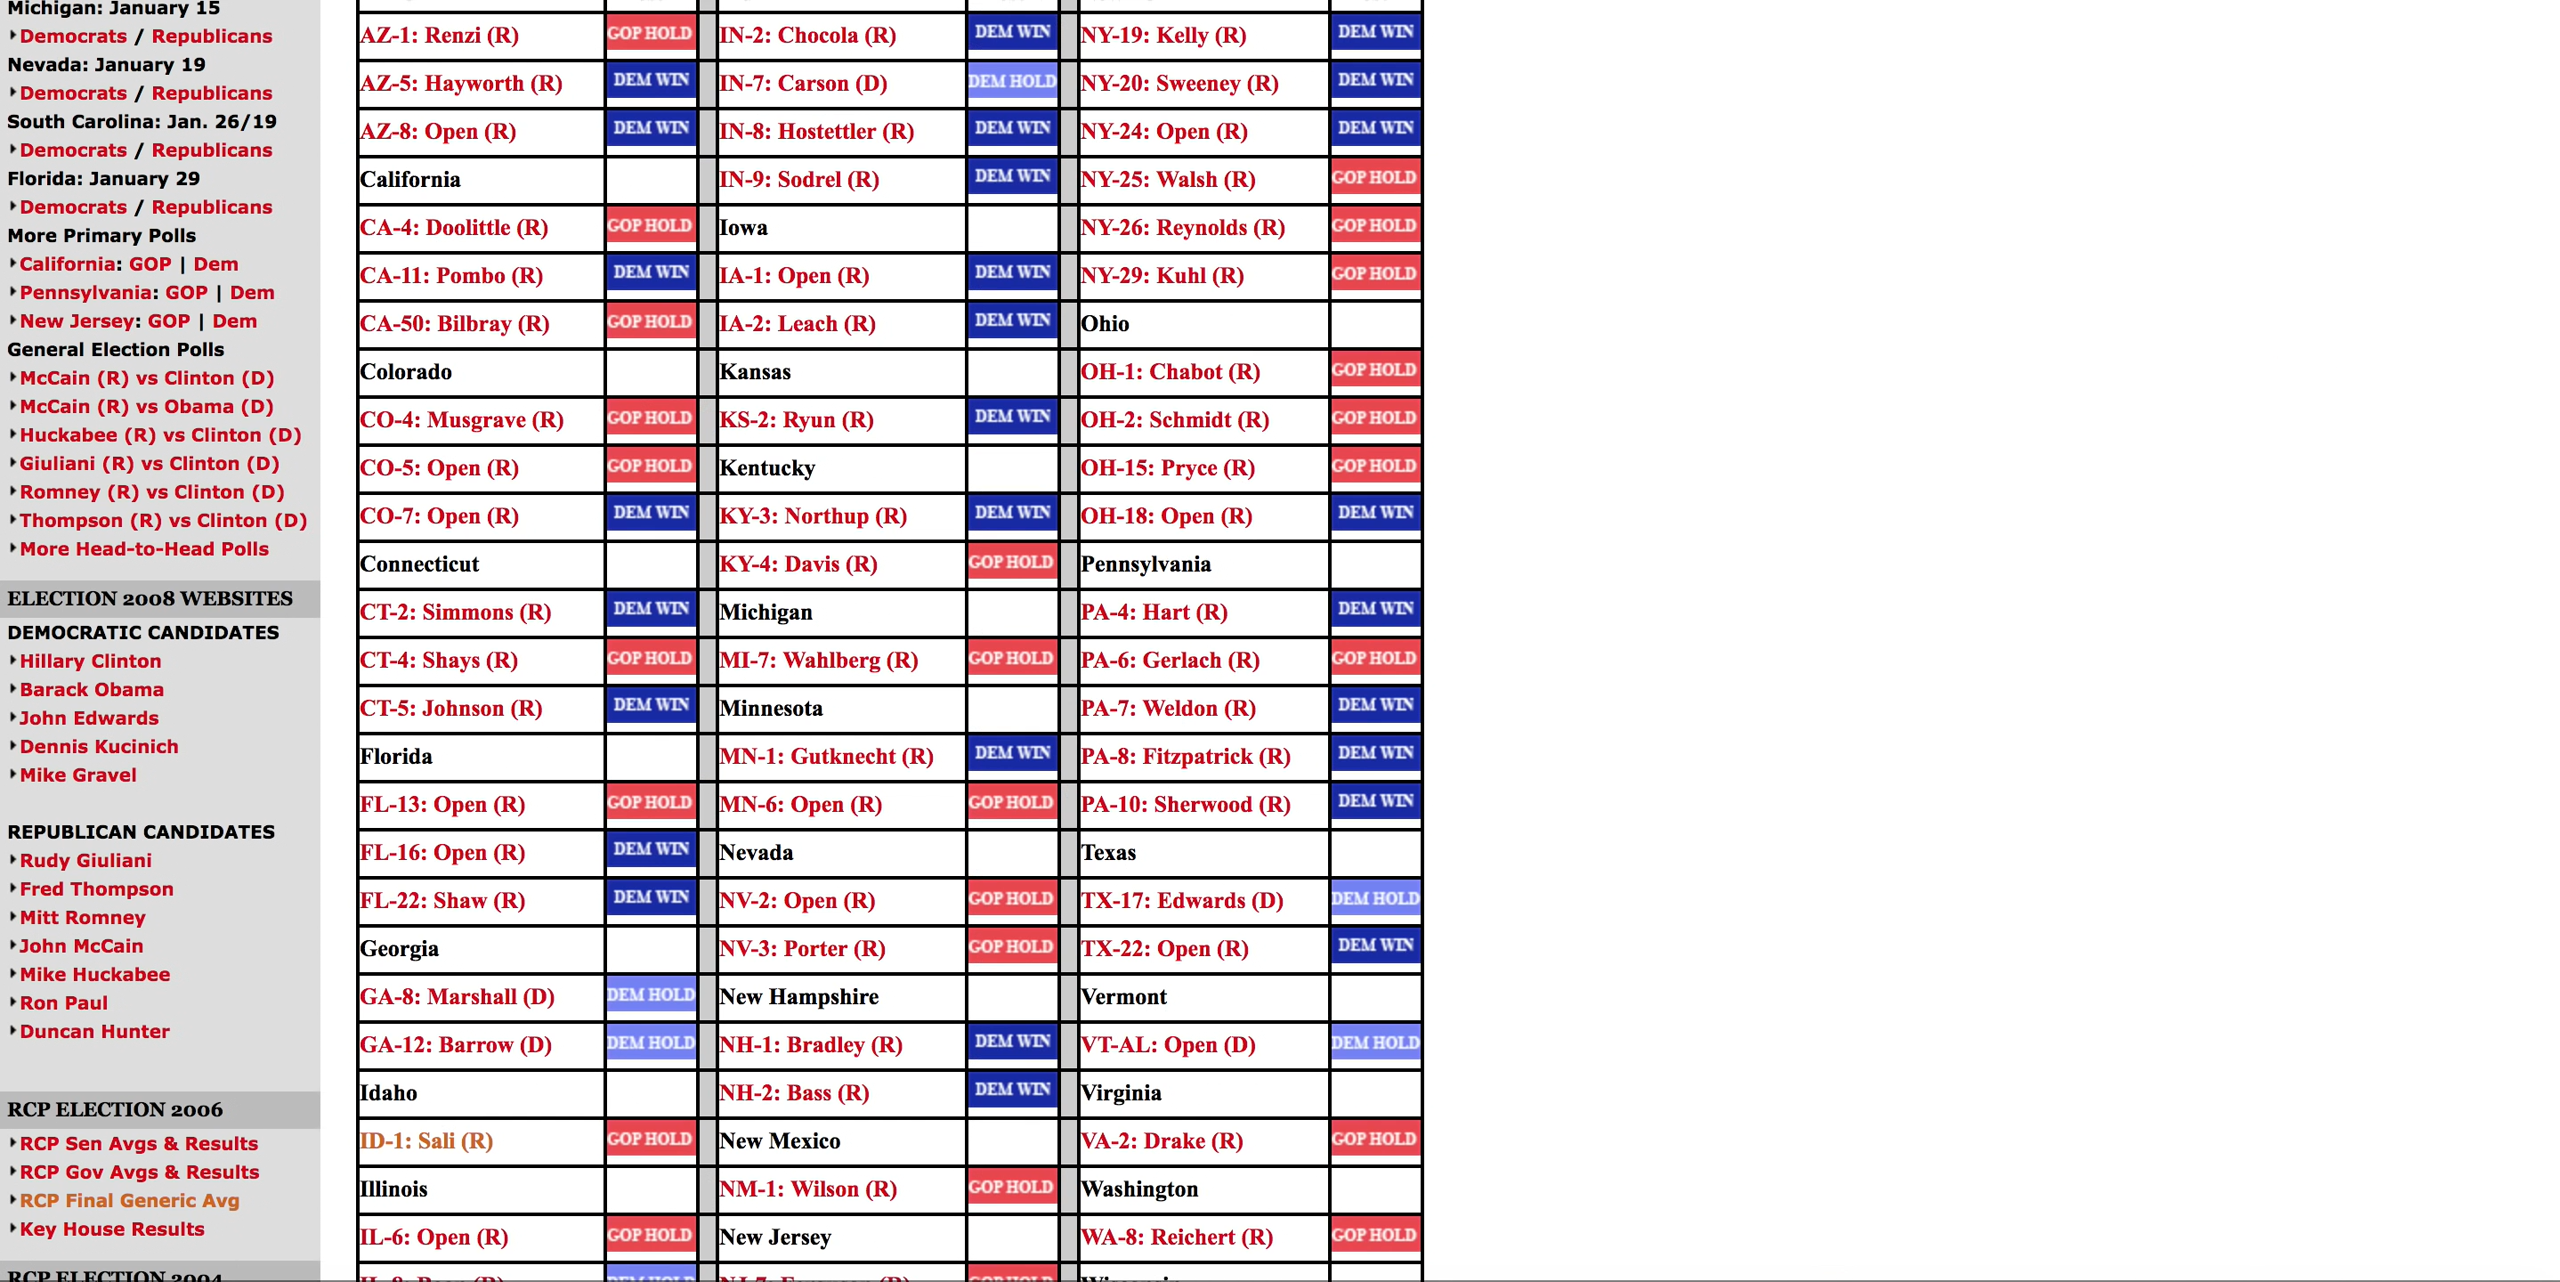 Michigan: January 15
Democrats / Republicans
Nevada: January 19
Democrats / Republicans
South Carolina: Jan. 26/19
Democrats / Republicans
Florida: January 29
Democrats / Republicans
More Primary Polls
California: GOP | Dem
Pennsylvania: GOP | Dem
New Jersey: GOP | Dem
General Election Polls
McCain (R) vs Clinton (D)
McCain (R) vs Obama (D)
Huckabee (R) vs Clinton (D)
Giuliani (R) vs Clinton (D)
Romney (R) vs Clinton (D)
Thompson (R) vs Clinton (D)
More Head-to-Head Polls
ELECTION 2008 WEBSITES
DEMOCRATIC CANDIDATES
Hillary Clinton
Barack Obama
John Edwards
Dennis Kucinich
Mike Gravel
REPUBLICAN CANDIDATES
Rudy Giuliani
Fred Thompson
Mitt Romney
John McCain
Mike Huckabee
Ron Paul
Duncan Hunter
RCP ELECTION 2006
RCP Sen Avgs & Results
RCP Gov Avgs & Results
RCP Final Generic Avg
Key House Results
RCP ELECTION 2004
AZ-1: Renzi (R) GOP HOLD IN-2: Chocola (R) DEM WIN NY-19: Kelly (R) DEM WIN
AZ-5: Hayworth (R) DEM WIN IN-7: Carson (D) DEM HOLD NY-20: Sweeney (R) DEM WIN
AZ-8: Open (R) DEM WIN IN-8: Hostettler (R) DEM WIN NY-24: Open (R) DEM WIN
California IN-9: Sodrel (R) DEM WIN NY-25: Walsh (R) GOP HOLD
CA-4: Doolittle (R) GOP HOLD Iowa NY-26: Reynolds (R) GOP HOLD
CA-11: Pombo (R) DEM WIN IA-1: Open (R) DEM WIN NY-29: Kuhl (R) GOP HOLD
CA-50: Bilbray (R) GOP HOLD IA-2: Leach (R) DEM WIN Ohio
Colorado Kansas OH-1: Chabot (R) GOP HOLD
CO-4: Musgrave (R) GOP HOLD KS-2: Ryun (R) DEM WIN OH-2: Schmidt (R) GOP HOLD
CO-5: Open (R) GOP HOLD Kentucky OH-15: Pryce (R) GOP HOLD
CO-7: Open (R) DEM WIN KY-3: Northup (R) DEM WIN OH-18: Open (R) DEM WIN
Connecticut KY-4: Davis (R) GOP HOLD Pennsylvania
CT-2: Simmons (R) DEM WIN Michigan PA-4: Hart (R) DEM WIN
CT-4: Shays (R) GOP HOLD MI-7: Wahlberg (R) GOP HOLD PA-6: Gerlach (R) GOP HOLD
CT-5: Johnson (R) DEM WIN Minnesota PA-7: Weldon (R) DEM WIN
Florida MN-1: Gutknecht (R) DEM WIN PA-8: Fitzpatrick (R) DEM WIN
FL-13: Open (R) GOP HOLD MN-6: Open (R) GOP HOLD PA-10: Sherwood (R) DEM WIN
FL-16: Open (R) DEM WIN Nevada Texas
FL-22: Shaw (R) DEM WIN NV-2: Open (R) GOP HOLD TX-17: Edwards (D) DEM HOLD
Georgia NV-3: Porter (R) GOP HOLD TX-22: Open (R) DEM WIN
GA-8: Marshall (D) DEM HOLD New Hampshire Vermont
GA-12: Barrow (D) DEM HOLD NH-1: Bradley (R) DEM WIN VT-AL: Open (D) DEM HOLD
Idaho NH-2: Bass (R) DEM WIN Virginia
ID-1: Sali (R) GOP HOLD New Mexico VA-2: Drake (R) GOP HOLD
Illinois NM-1: Wilson (R) GOP HOLD Washington
IL-6: Open (R) GOP HOLD New Jersey WA-8: Reichert (R) GOP HOLD